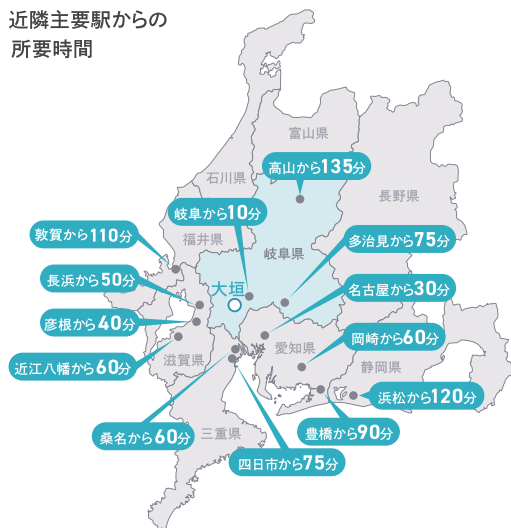 近隣主要駅からの
所要時間
富山県
高山から135分
石川県
長野県
岐阜から10分
敦賀から110分
福井県
多治見から75分
岐阜県
長浜から50分
大垣
名古屋から30分
彦根から40分
岡崎から60分
愛知県
滋賀県
近江八幡から60分
静岡県
浜松から120分
桑名から60分
三重県
豊橋から90分
四日市から75分